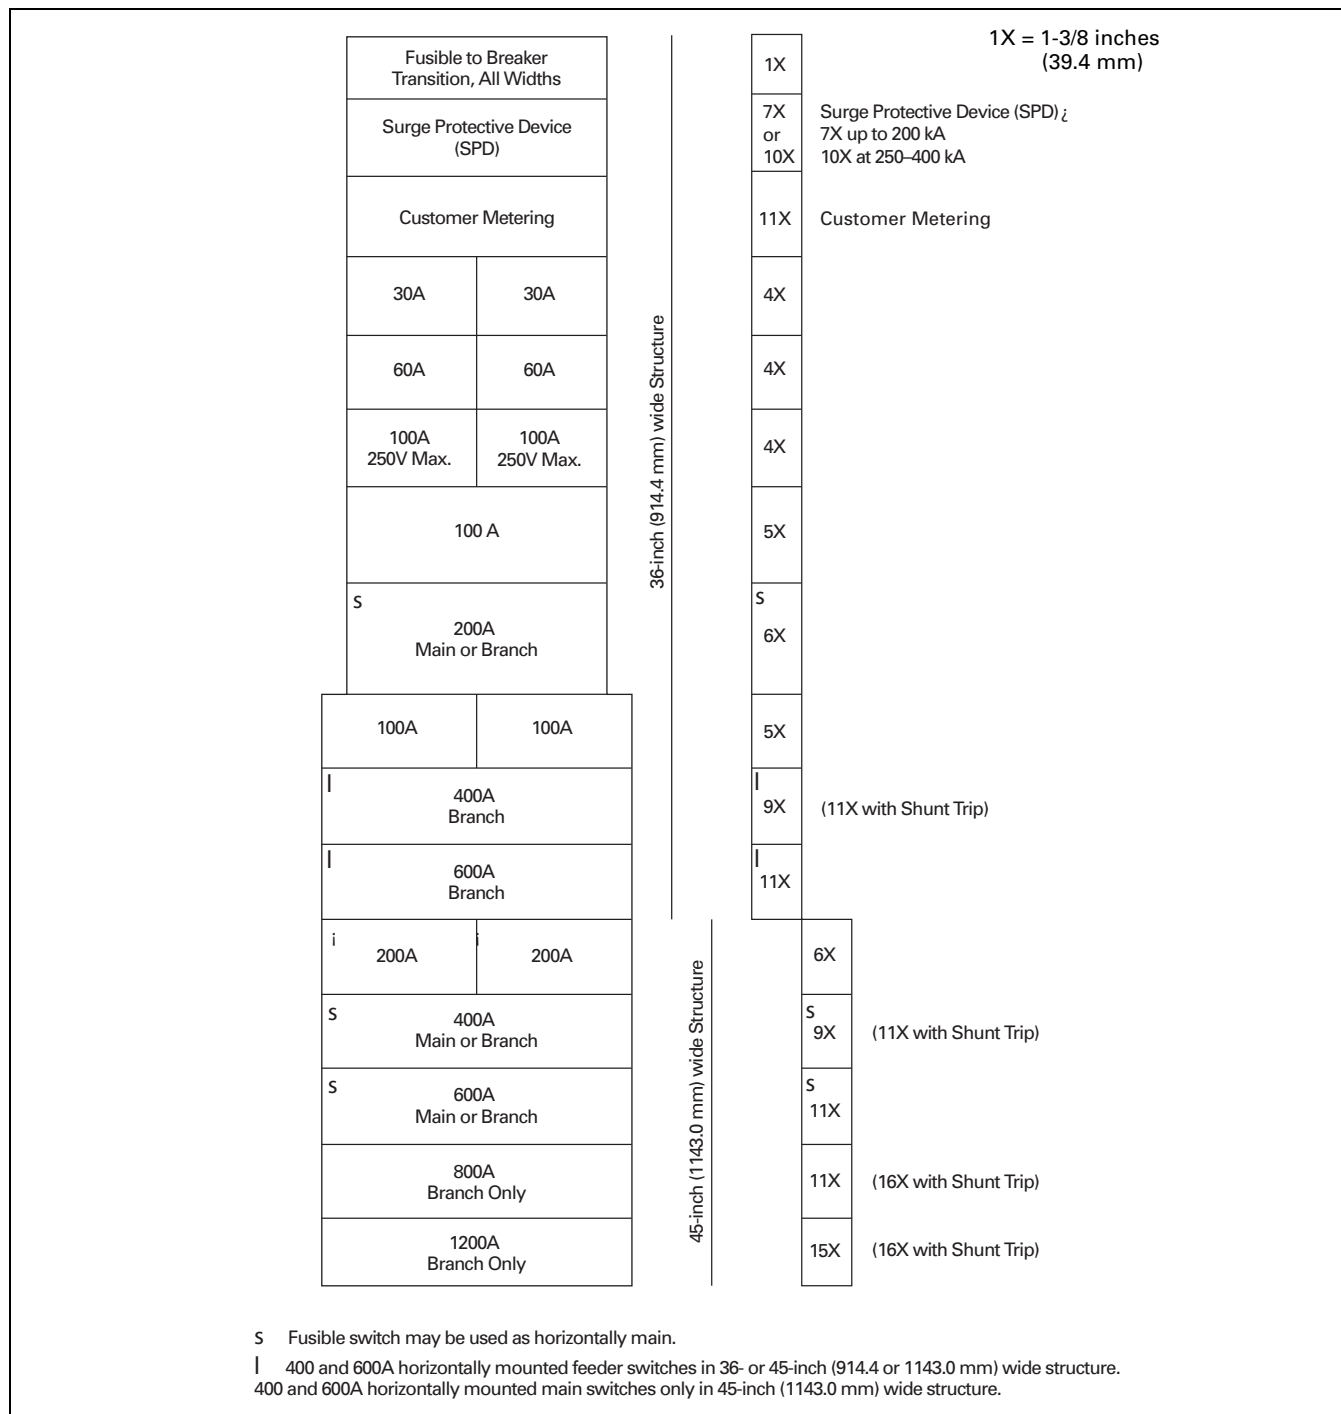 1X = 1-3/8 inches
(39.4 mm)
Fusible to Breaker
Transition, All Widths
1X
Surge Protective Device
(SPD)
7X
or
10X
Surge Protective Device (SPD) ¿
7X up to 200 kA
10X at 250–400 kA
Customer Metering
11X
Customer Metering
30A
30A
4X
60A
60A
4X
100A
250V Max.
100A
250V Max.
4X
100 A
5X
36-inch (914.4 mm) wide Structure
S
200A
Main or Branch
S
6X
100A
100A
5X
l
400A
Branch
l
9X
(11X with Shunt Trip)
l
600A
Branch
l
11X
¡
200A
¡
200A
6X
45-inch (1143.0 mm) wide Structure
S
400A
Main or Branch
S
9X
(11X with Shunt Trip)
S
600A
Main or Branch
S
11X
800A
Branch Only
11X
(16X with Shunt Trip)
1200A
Branch Only
15X
(16X with Shunt Trip)
S Fusible switch may be used as horizontally main.
l 400 and 600A horizontally mounted feeder switches in 36- or 45-inch (914.4 or 1143.0 mm) wide structure.
400 and 600A horizontally mounted main switches only in 45-inch (1143.0 mm) wide structure.